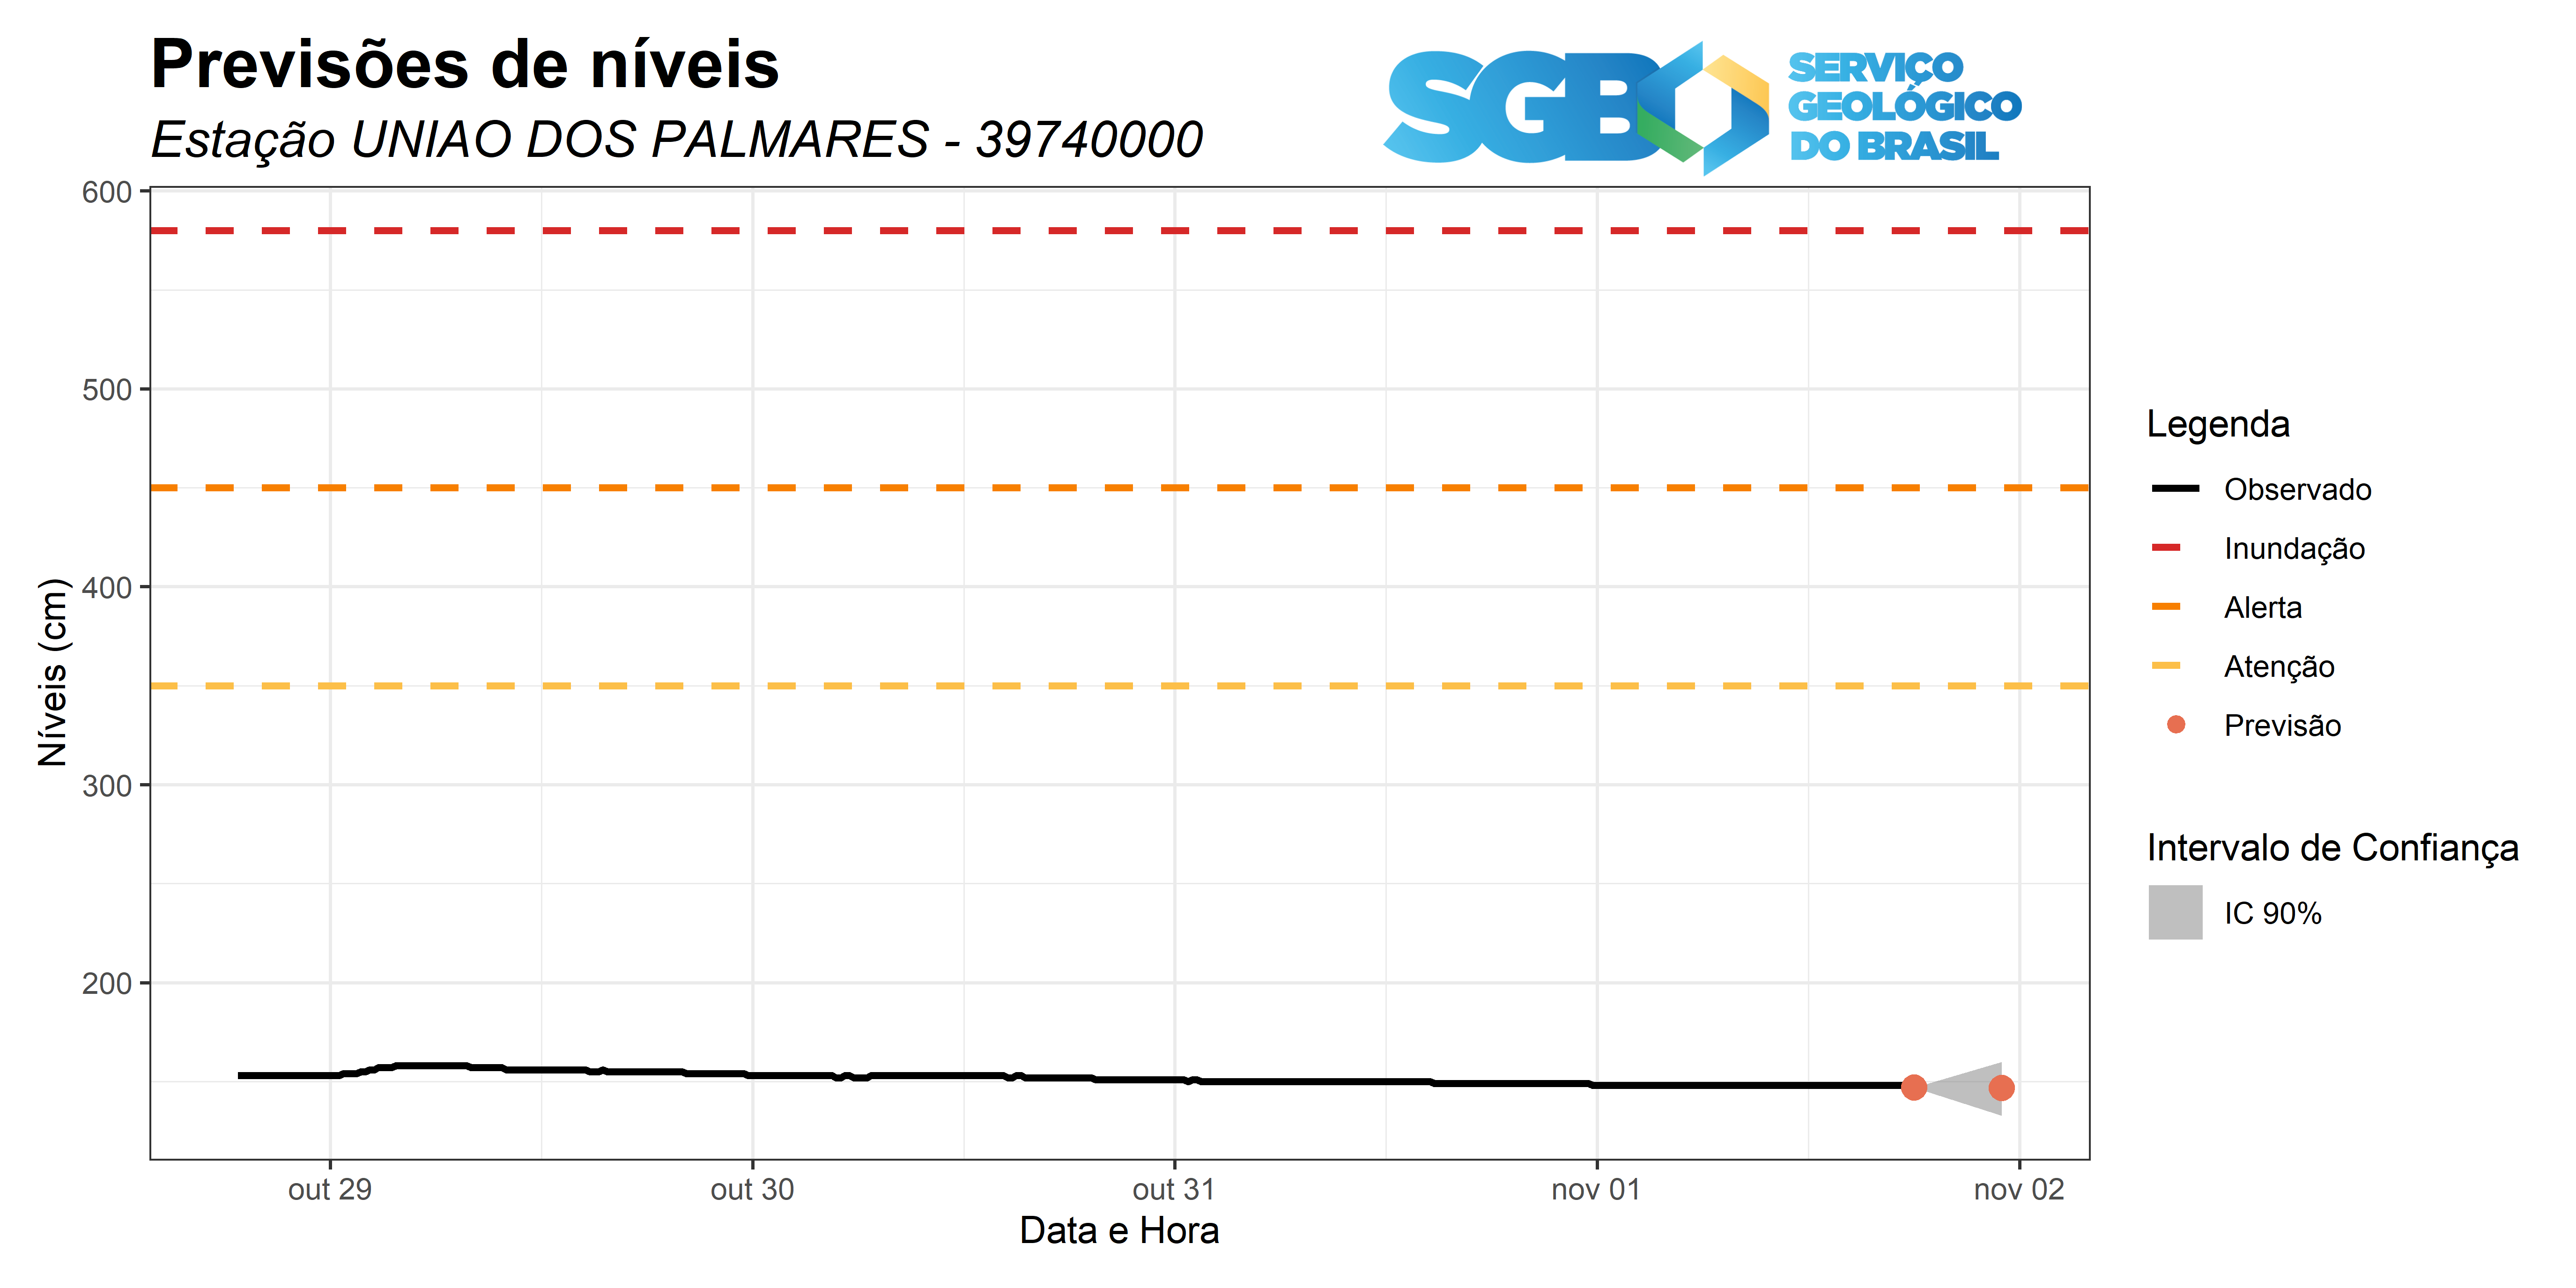 Previsões de níveis
Estação UNIAO DOS PALMARES - 39740000
SGB
SERVIÇO
GEOLÓGICO
DO BRASIL
600
500
400
300
200
Níveis (cm)
out 29
out 30
out 31
nov 01
nov 02
Data e Hora
Legenda
Observado
Inundação
Alerta
Atenção
Previsão
Intervalo de Confiança
IC 90%